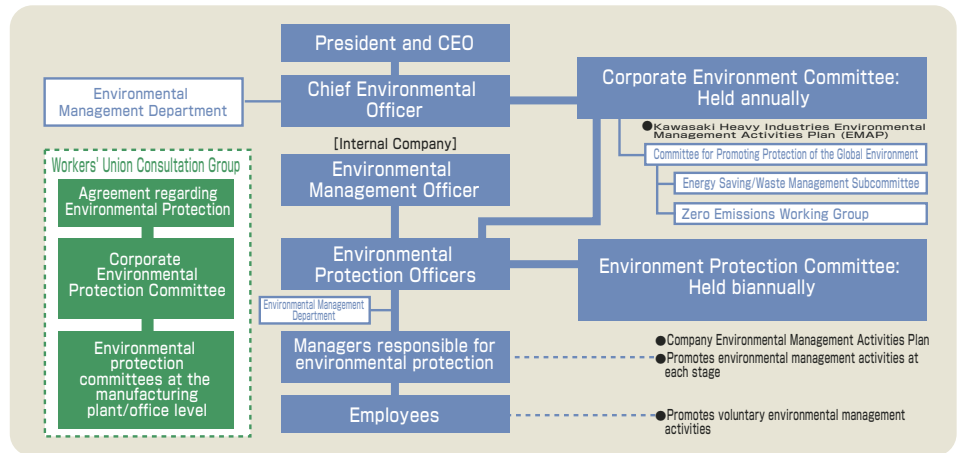 President and CEO
Chief Environmental
Officer
Environmental
Management Department
Corporate Environment Committee:
Held annually
●Kawasaki Heavy Industries Environmental
Management Activities Plan (EMAP)
Committee for Promoting Protection of the Global Environment
Energy Saving/Waste Management Subcommittee
Zero Emissions Working Group
[Internal Company]
Environmental
Management Officer
Workers' Union Consultation Group
Agreement regarding
Environmental Protection
Corporate
Environmental
Protection Committee
Environmental
protection
committees at the
manufacturing
plant/office level
Environmental
Protection Officers
Environment Protection Committee:
Held biannually
Environmental Management
Department
Managers responsible for
environmental protection
●Company Environmental Management Activities Plan
●Promotes environmental management activities at
each stage
Employees
●Promotes voluntary environmental management
activities